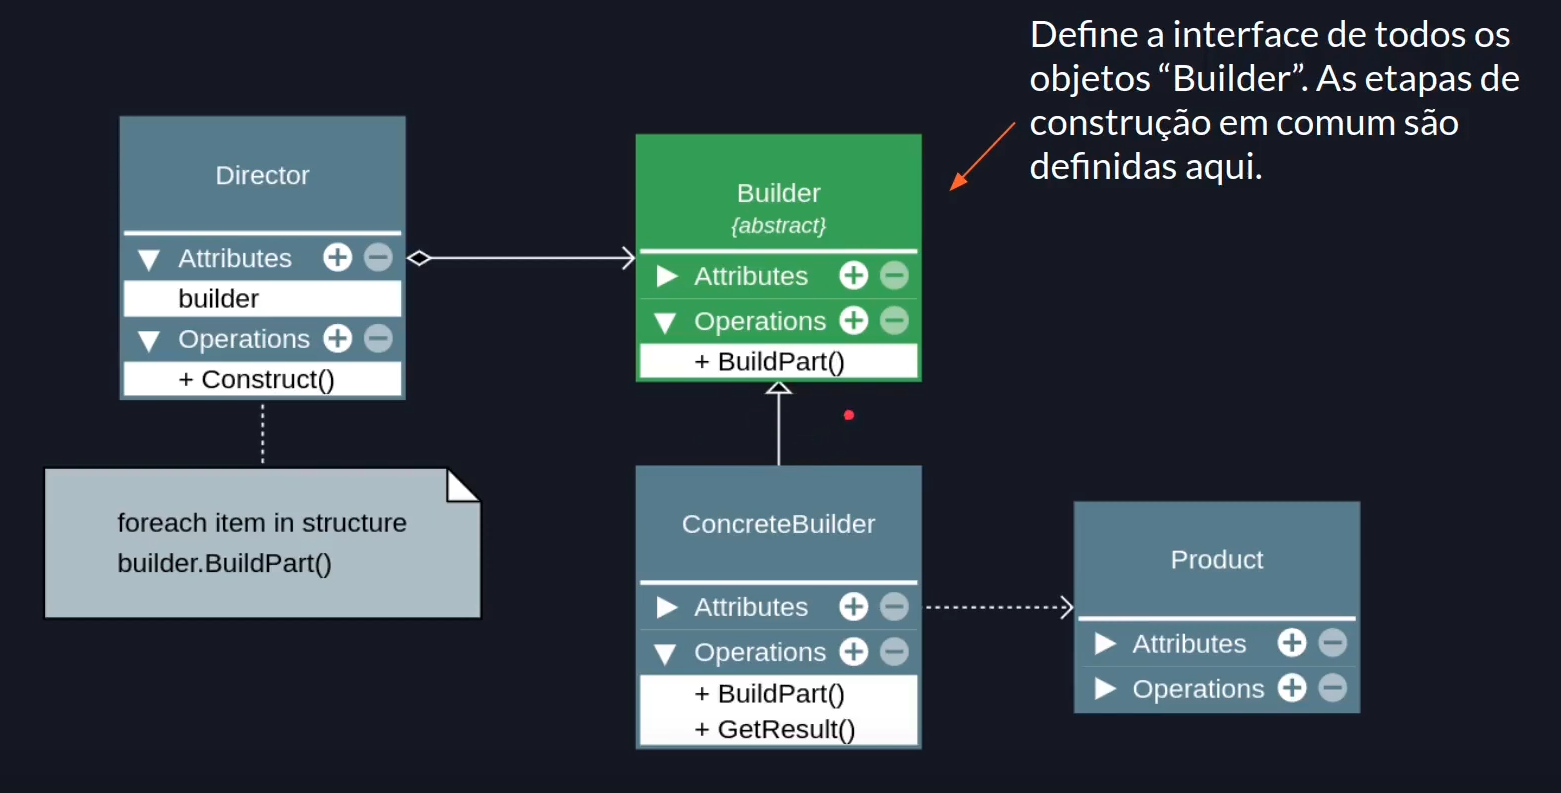 Define a interface de todos os
objetos “Builder”. As etapas de
construção em comum são
definidas aqui.
Director
Attributes
builder
Operations
+ Construct()
foreach item in structure
builder.BuildPart()
Builder
{abstract}
Attributes
Operations
+ BuildPart()
ConcreteBuilder
Attributes
Operations
+ BuildPart()
+ GetResult()
Product
Attributes
Operations